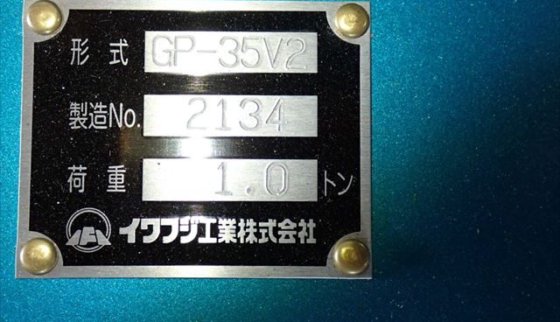 形式 GP-35V2
製造No. 2134
荷重 1.0 トン
イワフジ工業株式会社